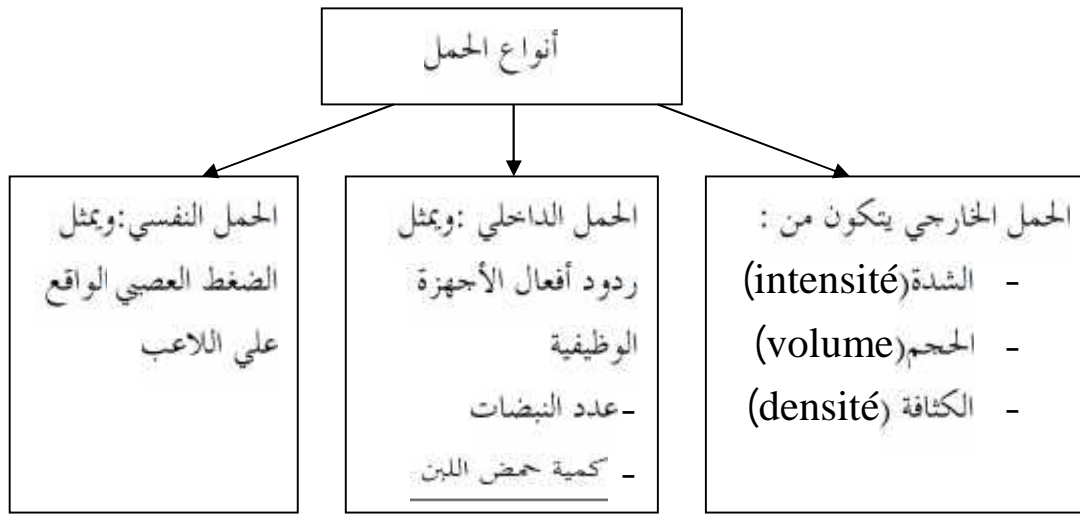 أنواع الحمل
الحمل الخارجي يتكون من :
- الشدة(intensité)
- الحجم(volume)
- الكثافة (densité)
الحمل الداخلي :ويمثل
ردود أفعال الأجهزة
الوظيفية
-عدد النبضات
- كمية حمض اللبن
الحمل النفسي:ويمثل
الضغط العصبي الواقع
علي اللاعب